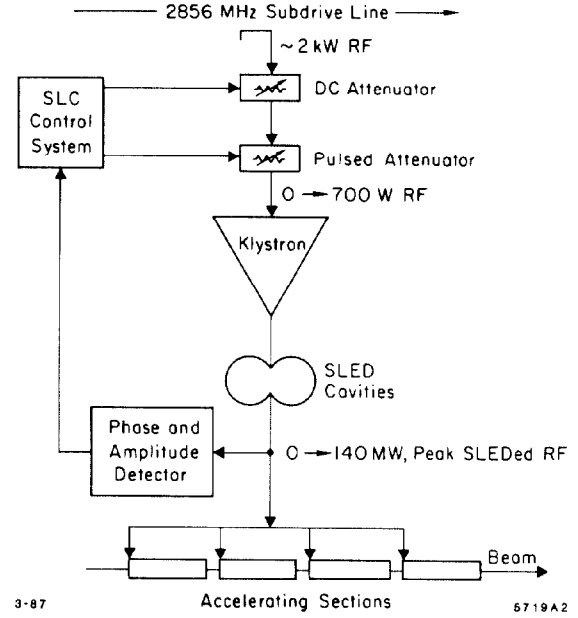 2856 MHz Subdrive Line
~2 kW RF
SLC
Control
System
DC Attenuator
Pulsed Attenuator
0 → 700 W RF
Klystron
SLED
Cavities
Phase and
Amplitude
Detector
0 → 140 MW, Peak SLEDed RF
Beam
Accelerating Sections
3-87
5719A2